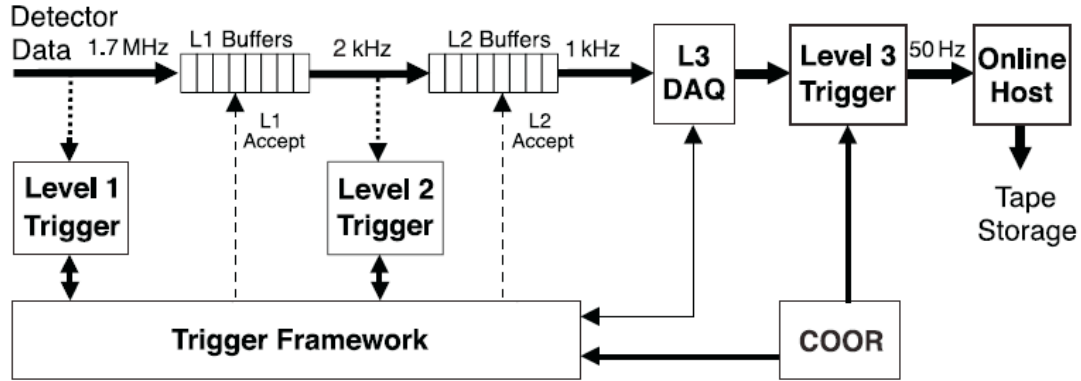 Detector
Data
1.7 MHz
L1 Buffers
2 kHz
L2 Buffers
1 kHz
L3
DAQ
Level 3
Trigger
50 Hz
Online
Host
L1
Accept
L2
Accept
Level 1
Trigger
Level 2
Trigger
Tape
Storage
Trigger Framework
COOR